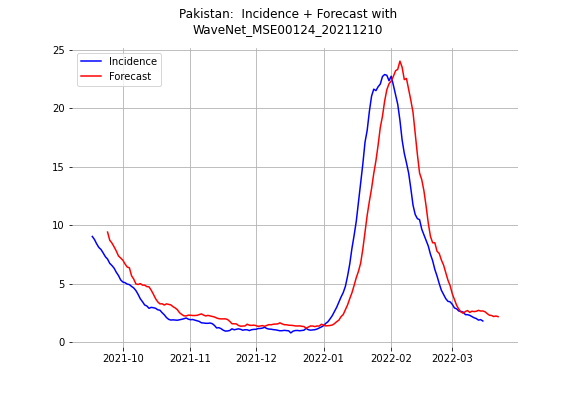 Pakistan:  Incidence + Forecast with
WaveNet_MSE00124_20211210
Incidence
Forecast
25
20
15
10
5
0
2021-10 2021-11 2021-12 2022-01 2022-02 2022-03